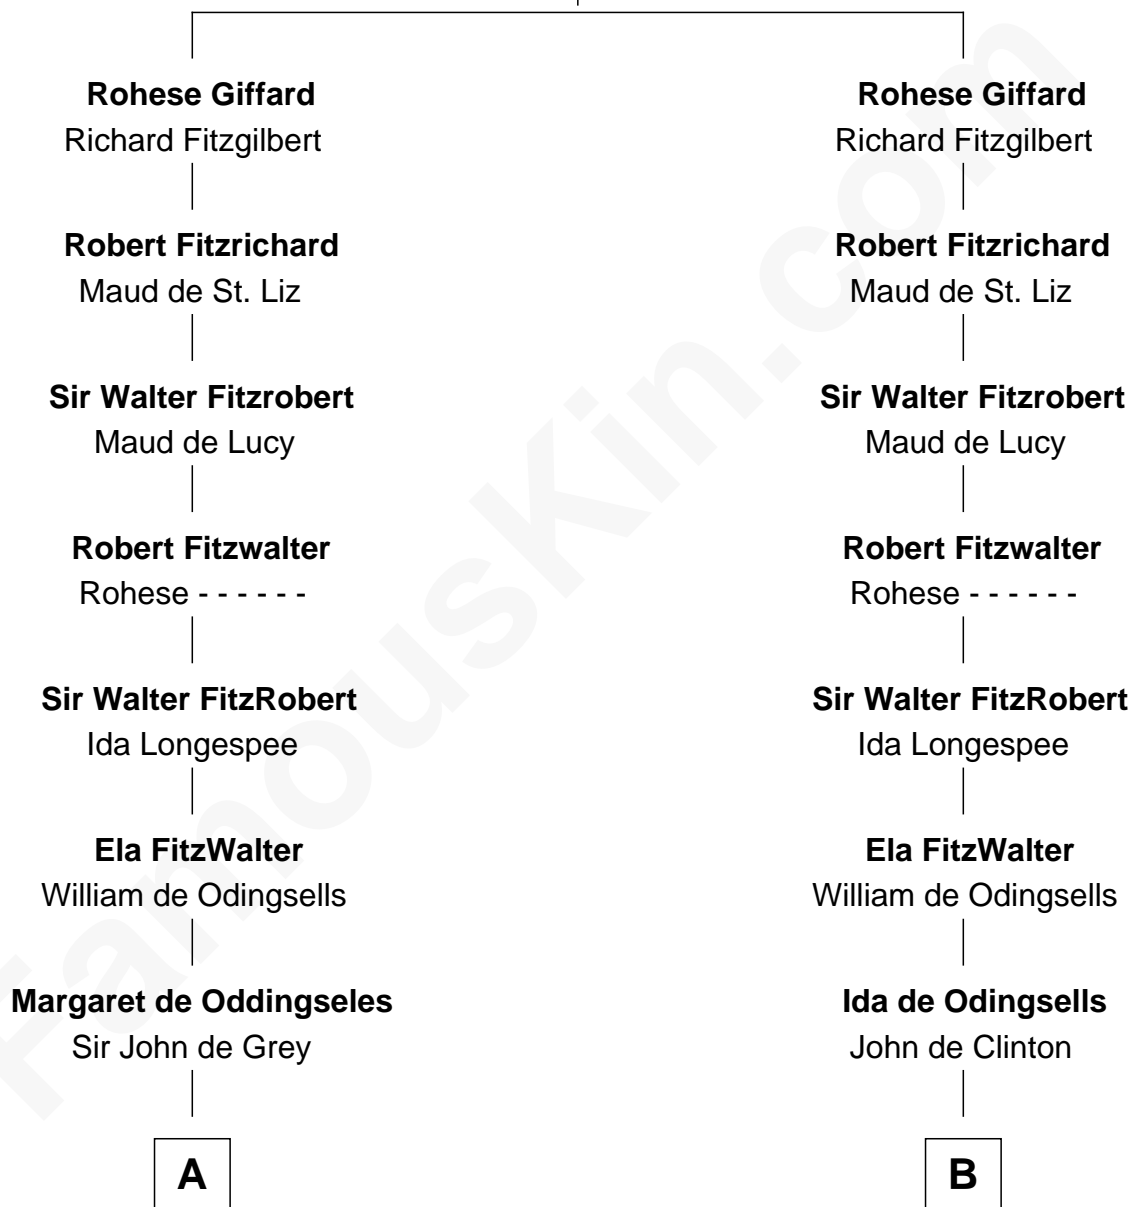 Rohese Giffard
Richard Fitzgilbert
Rohese Giffard
Richard Fitzgilbert
Robert Fitzrichard
Maud de St. Liz
Robert Fitzrichard
Maud de St. Liz
Sir Walter Fitzrobert
Maud de Lucy
Sir Walter Fitzrobert
Maud de Lucy
Robert Fitzwalter
Rohese - - - - - -
Robert Fitzwalter
Rohese - - - - - -
Sir Walter FitzRobert
Ida Longespee
Sir Walter FitzRobert
Ida Longespee
Ela FitzWalter
William de Odingsells
Ela FitzWalter
William de Odingsells
Margaret de Oddingseles
Sir John de Grey
Ida de Odingsells
John de Clinton
A
B
FamousKin.com